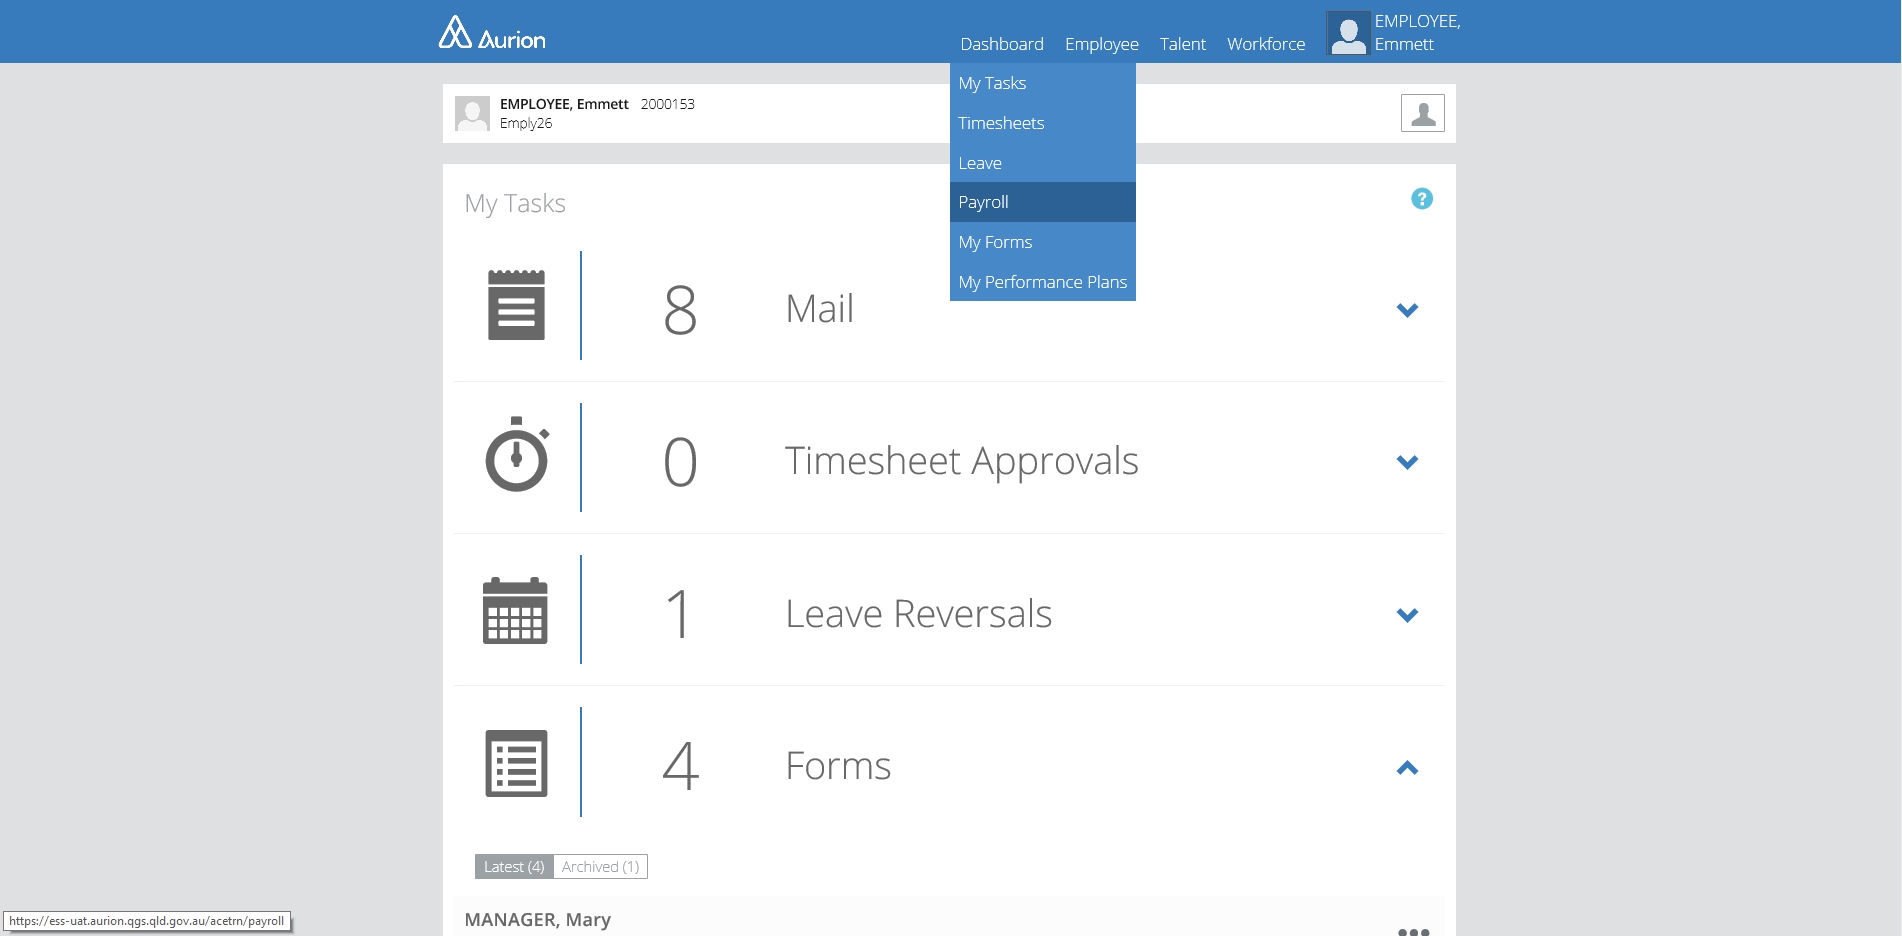 Aurion
Dashboard Employee Talent Workforce
EMPLOYEE,
Emmett
My Tasks
Timesheets
Leave
Payroll
My Forms
My Performance Plans
EMPLOYEE, Emmett 2000153
Emply26
My Tasks
?
8 Mail
0 Timesheet Approvals
1 Leave Reversals
4 Forms
Latest (4) Archived (1)
MANAGER, Mary
https://ess-uat.aurion.qgs.qld.gov.au/acetrn/payroll